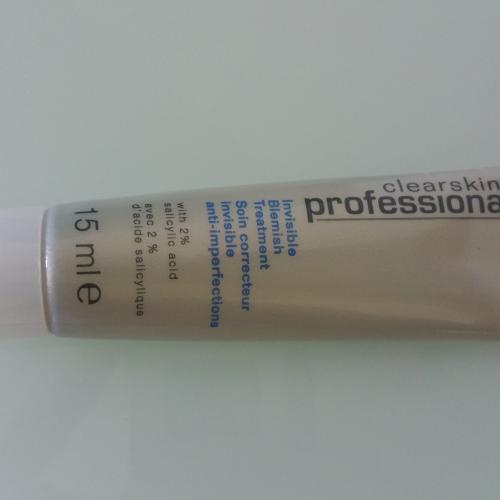 clearskin
professiona
Invisible
Blemish
Treatment
Soin correcteur
invisible
anti-imperfections
with 2%
salicylic acid
avec 2 %
d'acide salicylique
15 ml e